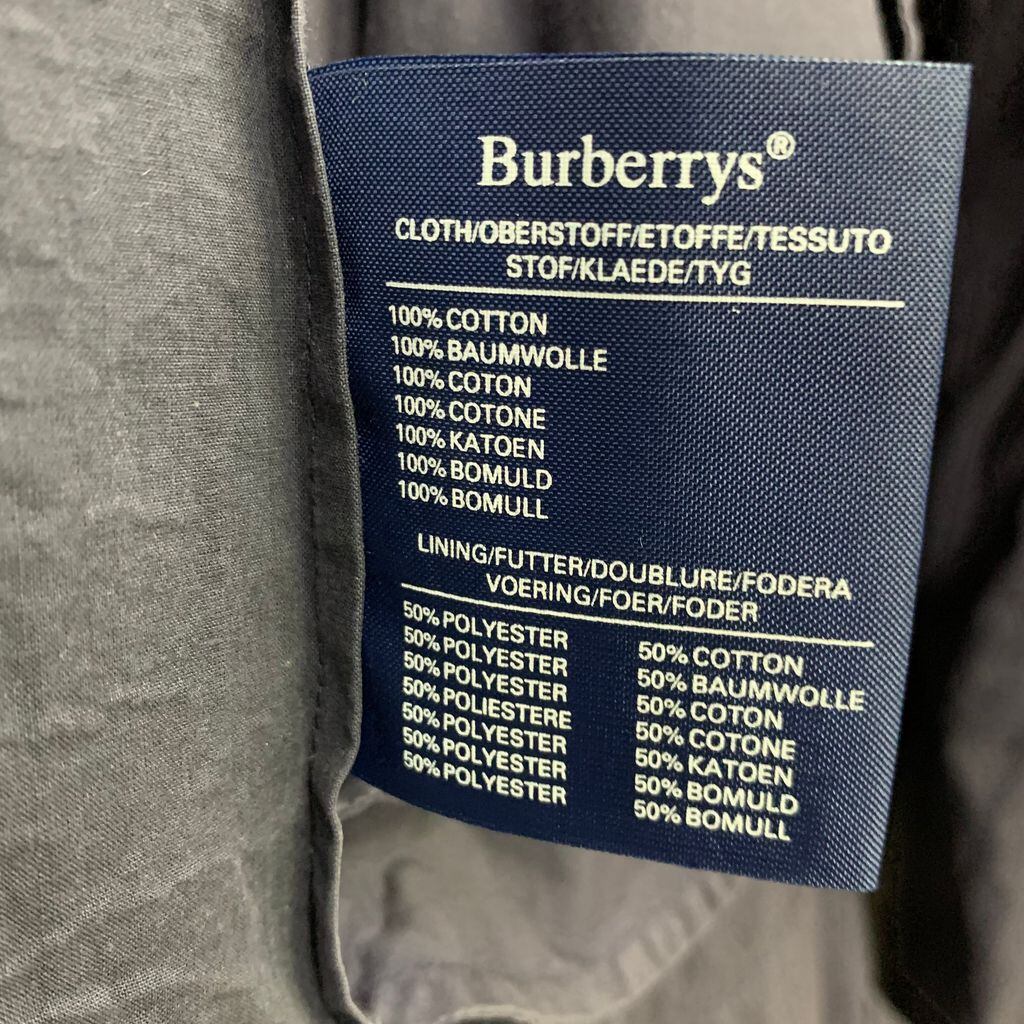 Burberrys®
CLOTH/OBERSTOFF/ETOFFE/TESSUTO
STOF/KLAEDE/TYG
100% COTTON
100% BAUMWOLLE
100% COTON
100% COTONE
100% KATOEN
100% BOMULD
100% BOMULL
LINING/FUTTER/DOUBLURE/FODERA
VOERING/FOER/FODER
50% POLYESTER 50% COTTON
50% POLYESTER 50% BAUMWOLLE
50% POLYESTER 50% COTON
50% POLIESTERE 50% COTONE
50% POLYESTER 50% KATOEN
50% POLYESTER 50% BOMULD
50% POLYESTER 50% BOMULL